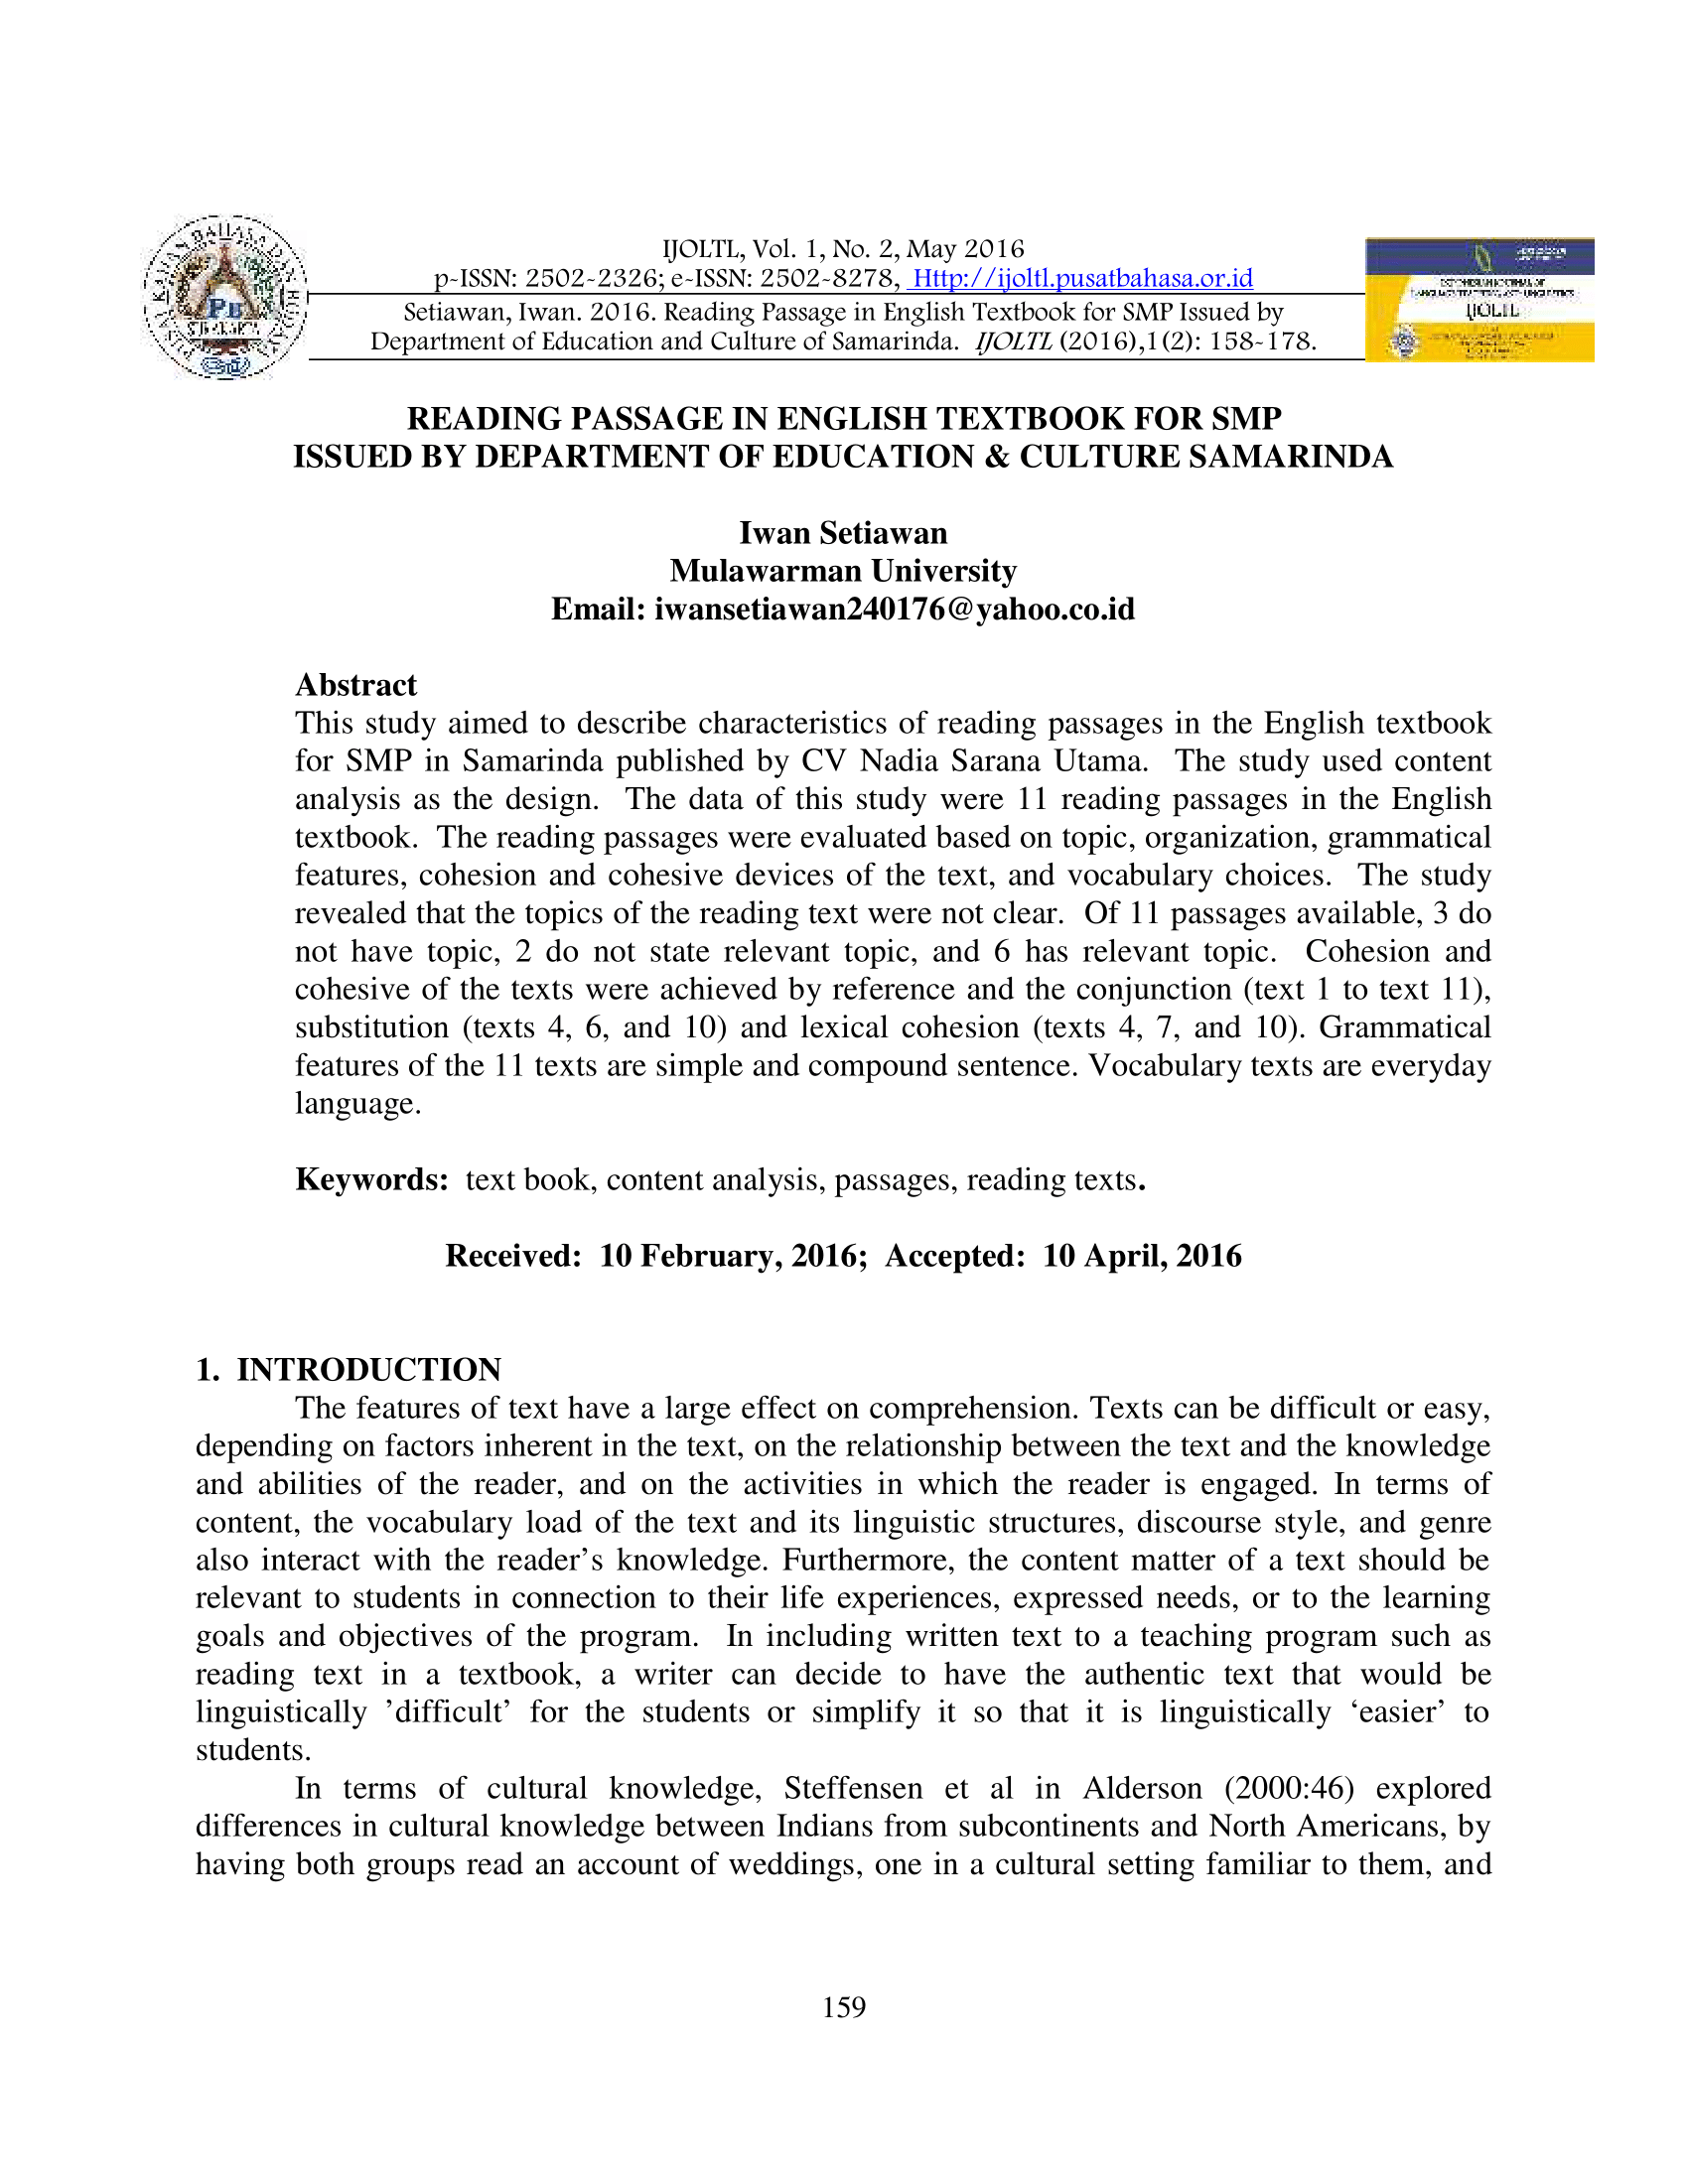 IJOLTL, Vol. 1, No. 2, May 2016
p-ISSN: 2502-2326; e-ISSN: 2502-8278, Http://ijoltl.pusatbahasa.or.id
Setiawan, Iwan. 2016. Reading Passage in English Textbook for SMP Issued by
Department of Education and Culture of Samarinda. IJOLTL (2016),1(2): 158-178.
PB
IJOLTL
READING PASSAGE IN ENGLISH TEXTBOOK FOR SMP
ISSUED BY DEPARTMENT OF EDUCATION & CULTURE SAMARINDA
Iwan Setiawan
Mulawarman University
Email: iwansetiawan240176@yahoo.co.id
Abstract
This study aimed to describe characteristics of reading passages in the English textbook
for SMP in Samarinda published by CV Nadia Sarana Utama. The study used content
analysis as the design. The data of this study were 11 reading passages in the English
textbook. The reading passages were evaluated based on topic, organization, grammatical
features, cohesion and cohesive devices of the text, and vocabulary choices. The study
revealed that the topics of the reading text were not clear. Of 11 passages available, 3 do
not have topic, 2 do not state relevant topic, and 6 has relevant topic. Cohesion and
cohesive of the texts were achieved by reference and the conjunction (text 1 to text 11),
substitution (texts 4, 6, and 10) and lexical cohesion (texts 4, 7, and 10). Grammatical
features of the 11 texts are simple and compound sentence. Vocabulary texts are everyday
language.
Keywords: text book, content analysis, passages, reading texts.
Received: 10 February, 2016; Accepted: 10 April, 2016
1. INTRODUCTION
The features of text have a large effect on comprehension. Texts can be difficult or easy,
depending on factors inherent in the text, on the relationship between the text and the knowledge
and abilities of the reader, and on the activities in which the reader is engaged. In terms of
content, the vocabulary load of the text and its linguistic structures, discourse style, and genre
also interact with the reader’s knowledge. Furthermore, the content matter of a text should be
relevant to students in connection to their life experiences, expressed needs, or to the learning
goals and objectives of the program. In including written text to a teaching program such as
reading text in a textbook, a writer can decide to have the authentic text that would be
linguistically ’difficult’ for the students or simplify it so that it is linguistically ‘easier’ to
students.
In terms of cultural knowledge, Steffensen et al in Alderson (2000:46) explored
differences in cultural knowledge between Indians from subcontinents and North Americans, by
having both groups read an account of weddings, one in a cultural setting familiar to them, and
159